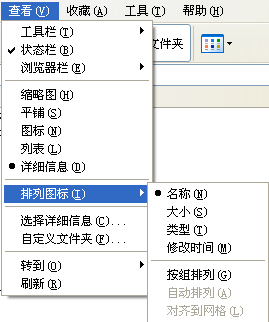 查看(V) 收藏(A) 工具(T) 帮助(H)
工具栏(T)
状态栏(B)
浏览器栏(E)
文件夹
缩略图(H)
平铺(S)
图标(N)
列表(L)
详细信息(D)
排列图标(I)
名称(N)
大小(S)
类型(T)
修改时间(M)
选择详细信息(C)...
自定义文件夹(F)...
转到(O)
刷新(R)
按组排列(G)
自动排列(A)
对齐到网格(L)